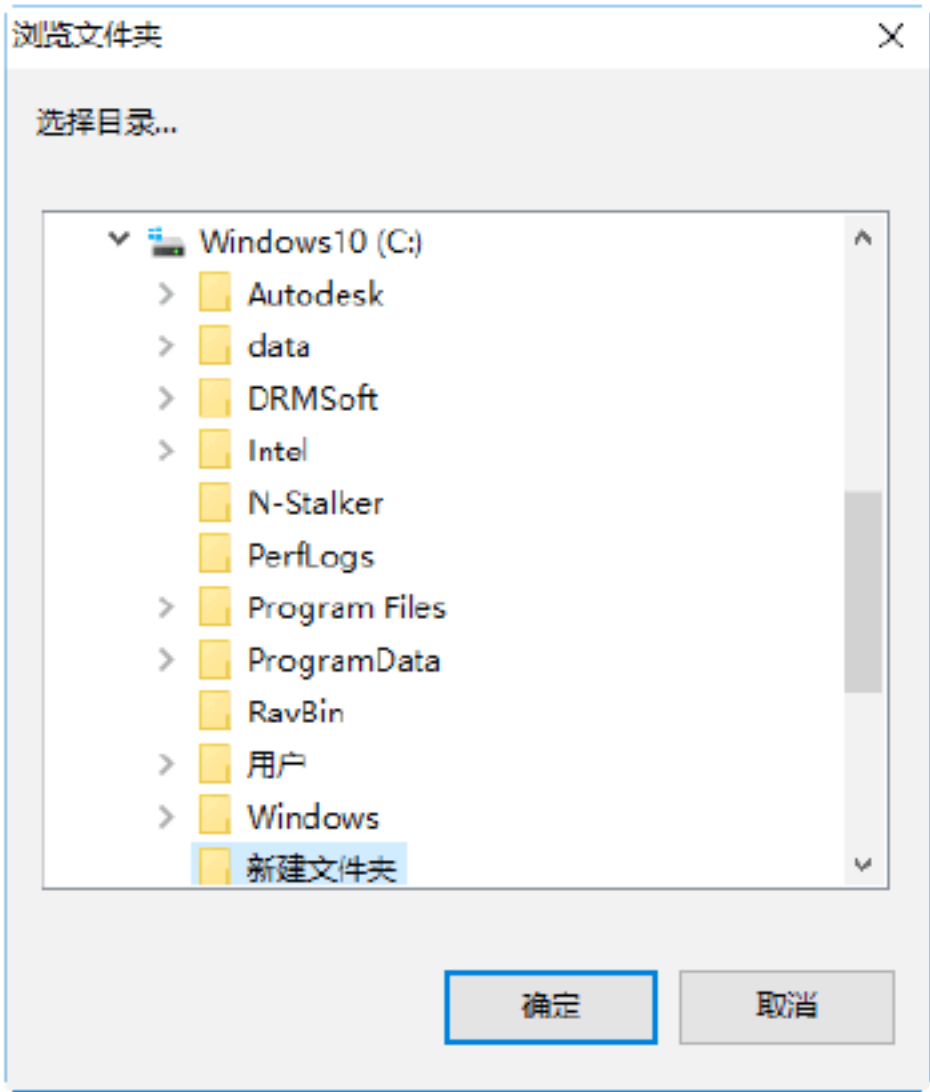 浏览文件夹
选择目录...
Windows10 (C:)
Autodesk
data
DRMSoft
Intel
N-Stalker
PerfLogs
Program Files
ProgramData
RavBin
用户
Windows
新建文件夹
确定 取消